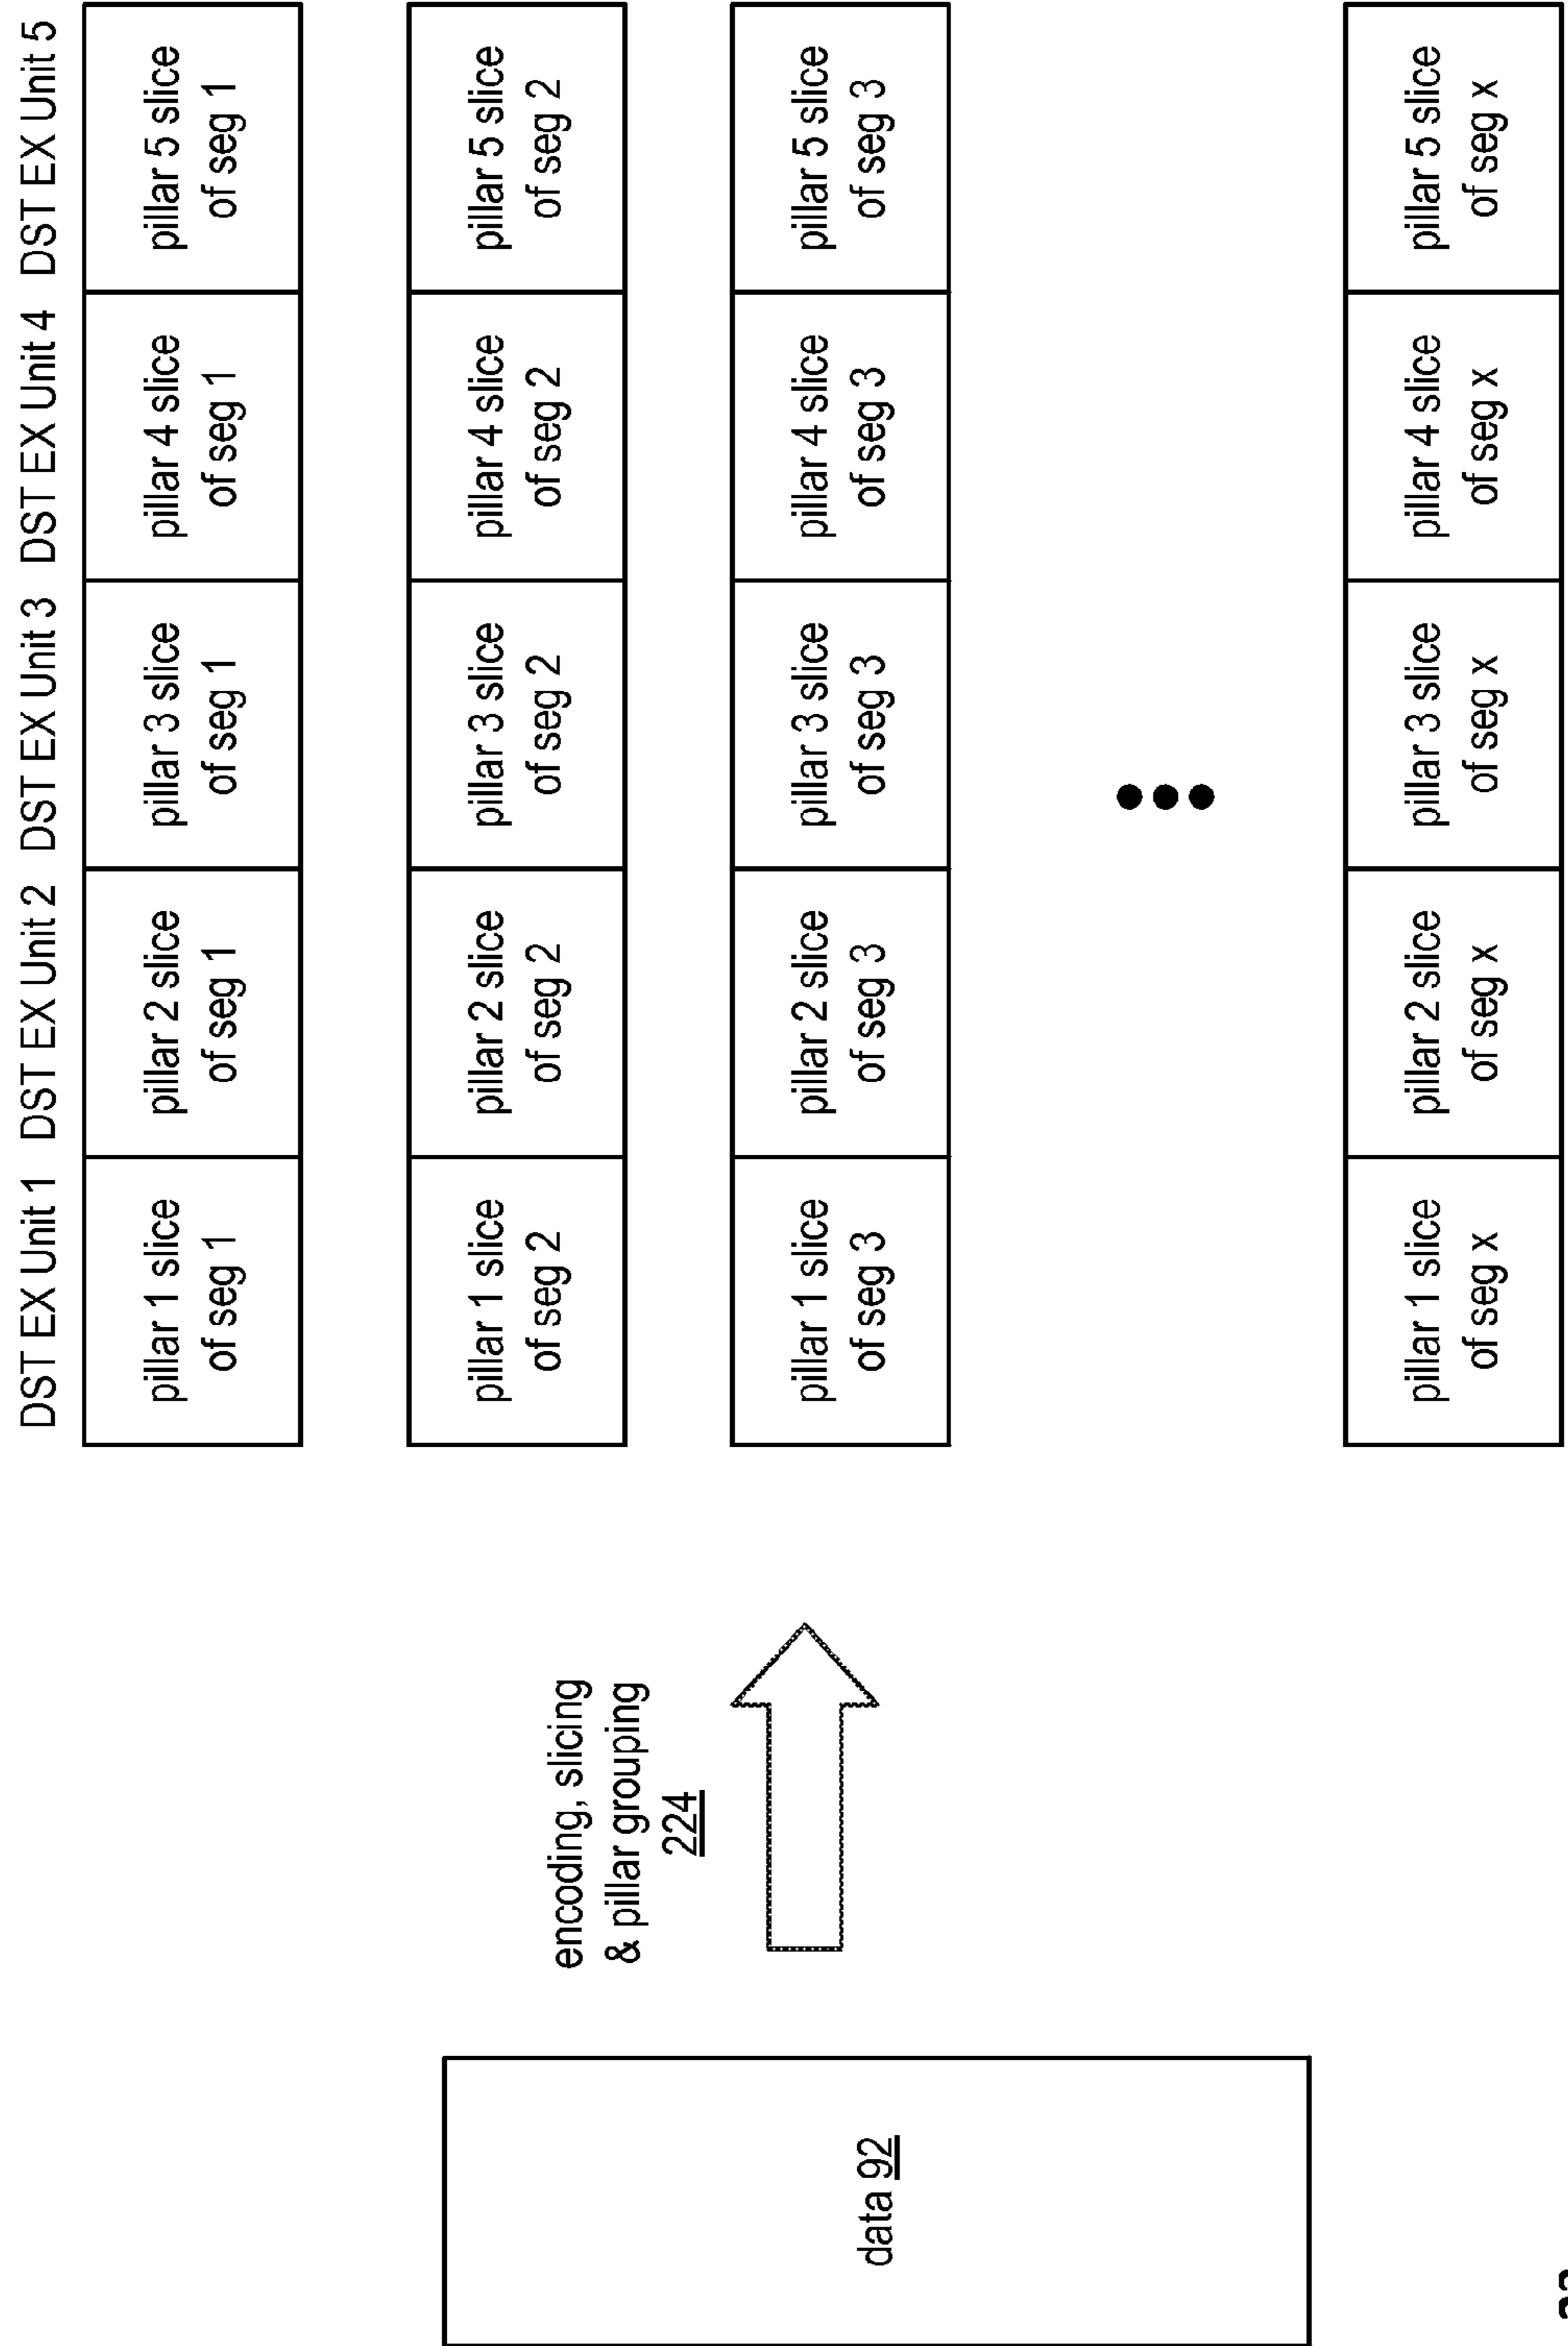 DST EX Unit 1 DST EX Unit 2 DST EX Unit 3 DST EX Unit 4 DST EX Unit 5
pillar 1 slice
of seg 1
pillar 2 slice
of seg 1
pillar 3 slice
of seg 1
pillar 4 slice
of seg 1
pillar 5 slice
of seg 1
pillar 1 slice
of seg 2
pillar 2 slice
of seg 2
pillar 3 slice
of seg 2
pillar 4 slice
of seg 2
pillar 5 slice
of seg 2
encoding, slicing
& pillar grouping
224
data 92
pillar 1 slice
of seg 3
pillar 2 slice
of seg 3
pillar 3 slice
of seg 3
pillar 4 slice
of seg 3
pillar 5 slice
of seg 3
pillar 1 slice
of seg x
pillar 2 slice
of seg x
pillar 3 slice
of seg x
pillar 4 slice
of seg x
pillar 5 slice
of seg x